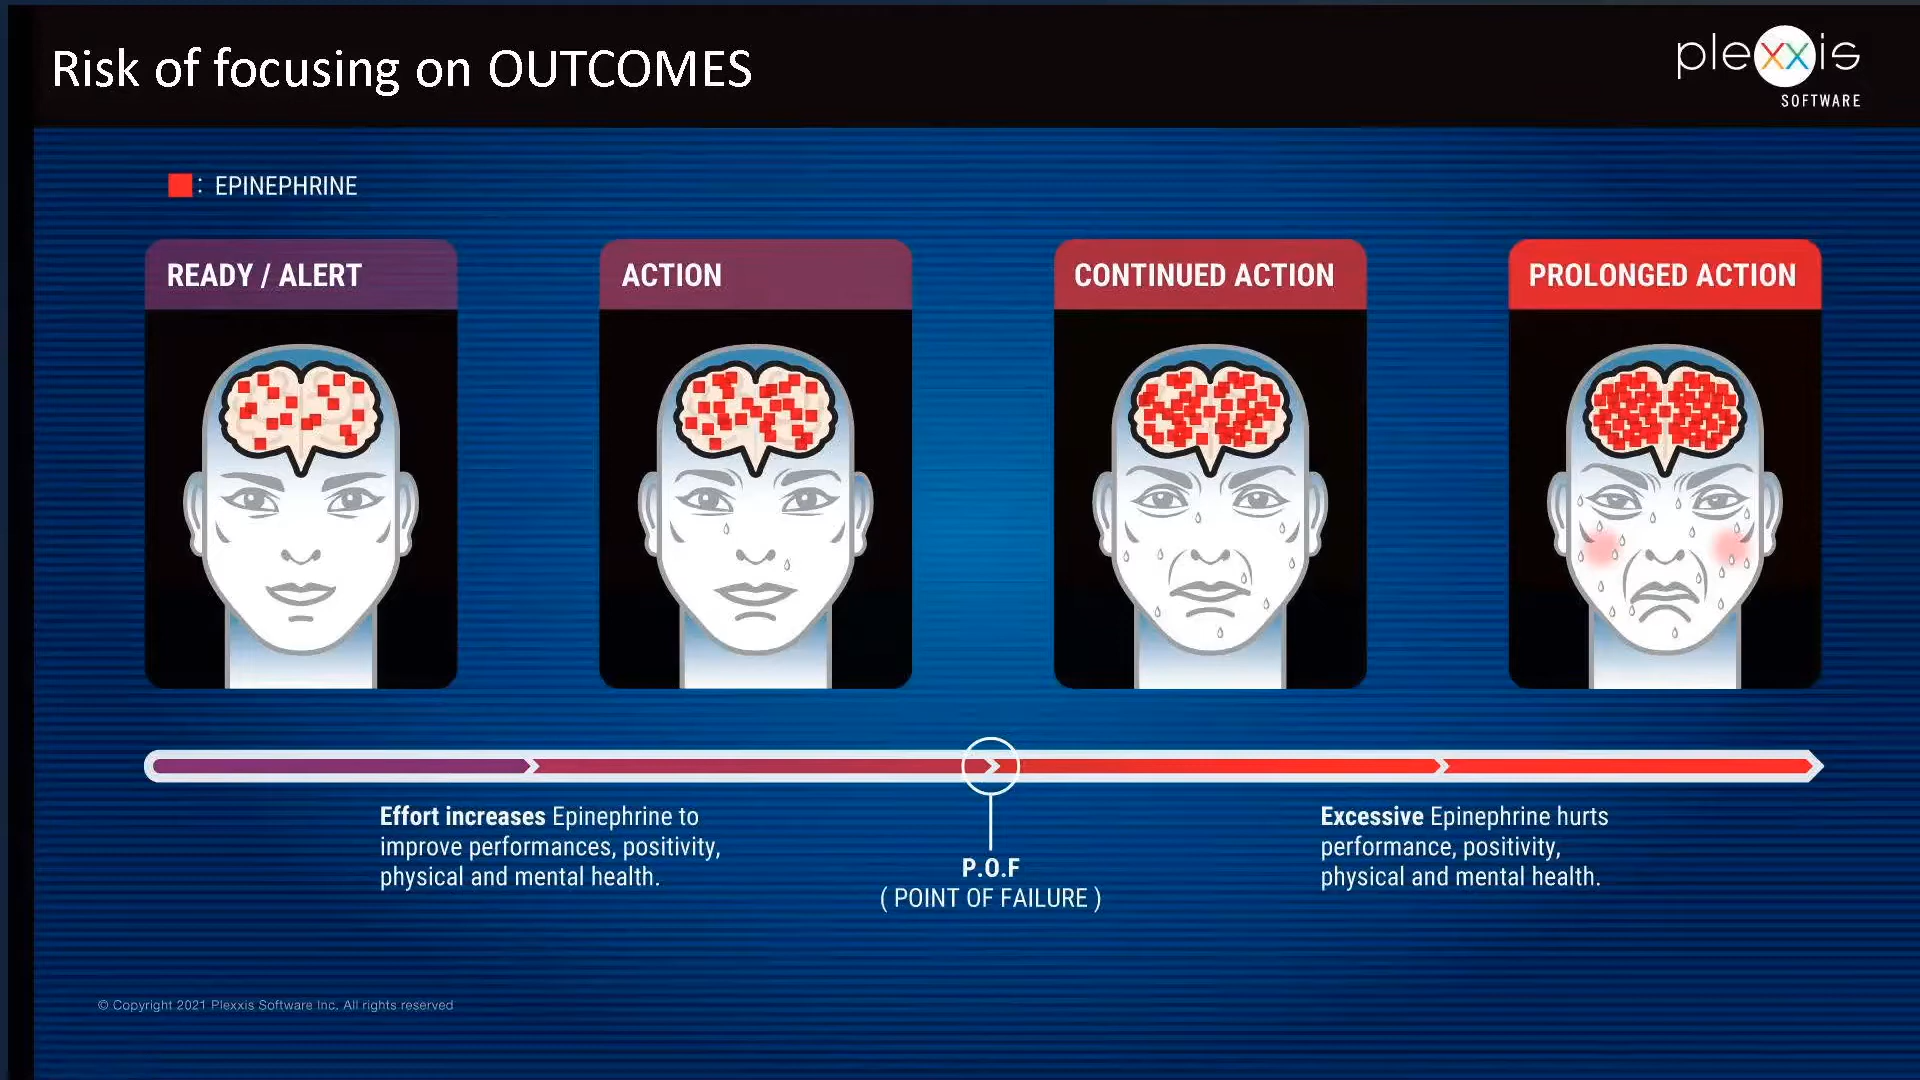 Risk of focusing on OUTCOMES
plexxis
SOFTWARE
: EPINEPHRINE
READY / ALERT
ACTION
CONTINUED ACTION
PROLONGED ACTION
Effort increases Epinephrine to
improve performances, positivity,
physical and mental health.
P.O.F
( POINT OF FAILURE )
Excessive Epinephrine hurts
performance, positivity,
physical and mental health.
© Copyright 2021 Plexxis Software Inc. All rights reserved